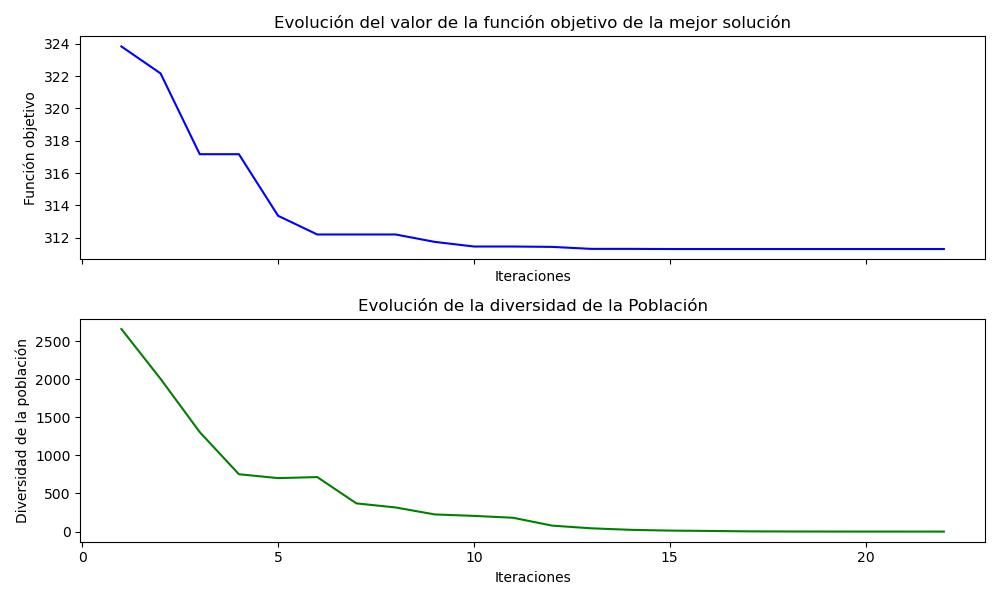 Evolución del valor de la función objetivo de la mejor solución
Función objetivo
324
322
320
318
316
314
312
Iteraciones
Evolución de la diversidad de la Población
Diversidad de la población
2500
2000
1500
1000
500
0
0 5 10 15 20
Iteraciones